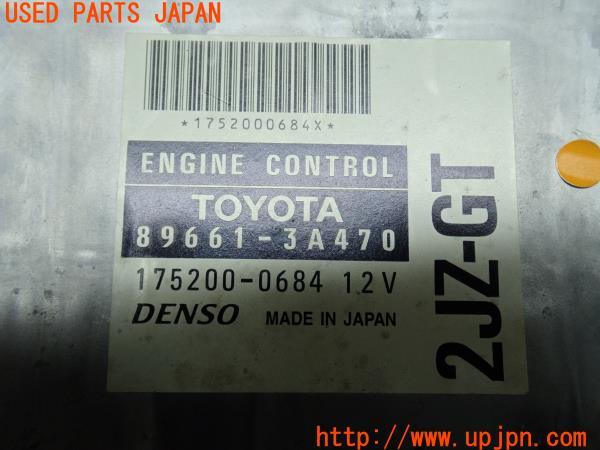 USED PARTS JAPAN
*1752000684X*
ENGINE CONTROL
TOYOTA
89661-3A470
175200-0684 12V
DENSO MADE IN JAPAN
2JZ-GT
http://www.upjpn.com